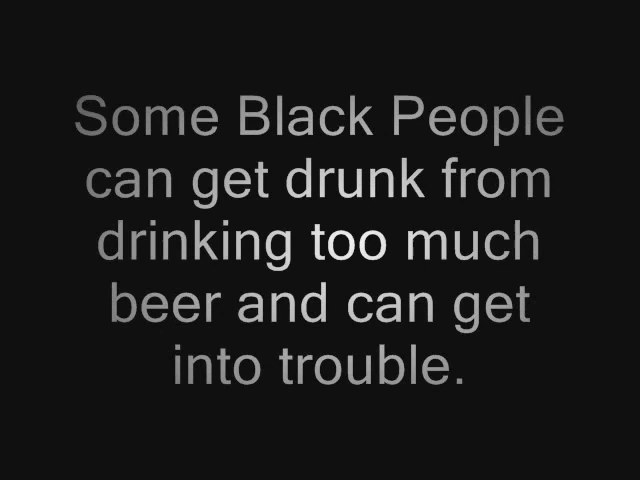 Some Black People
can get drunk from
drinking too much
beer and can get
into trouble.